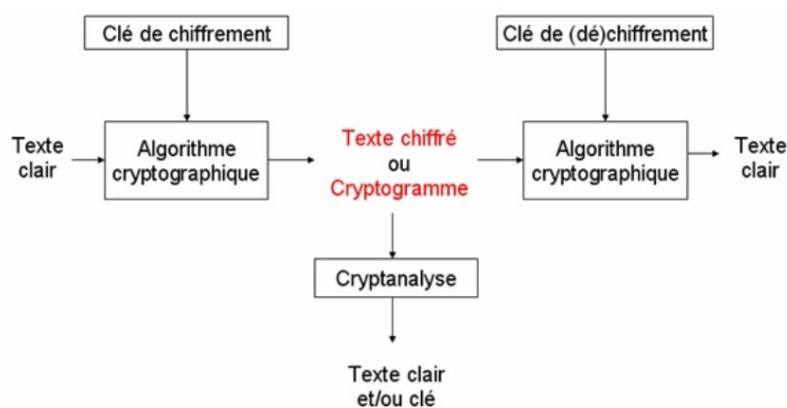 Clé de chiffrement
Clé de (dé)chiffrement
Texte
clair
Algorithme
cryptographique
Texte chiffré
ou
Cryptogramme
Algorithme
cryptographique
Texte
clair
Cryptanalyse
Texte clair
et/ou clé